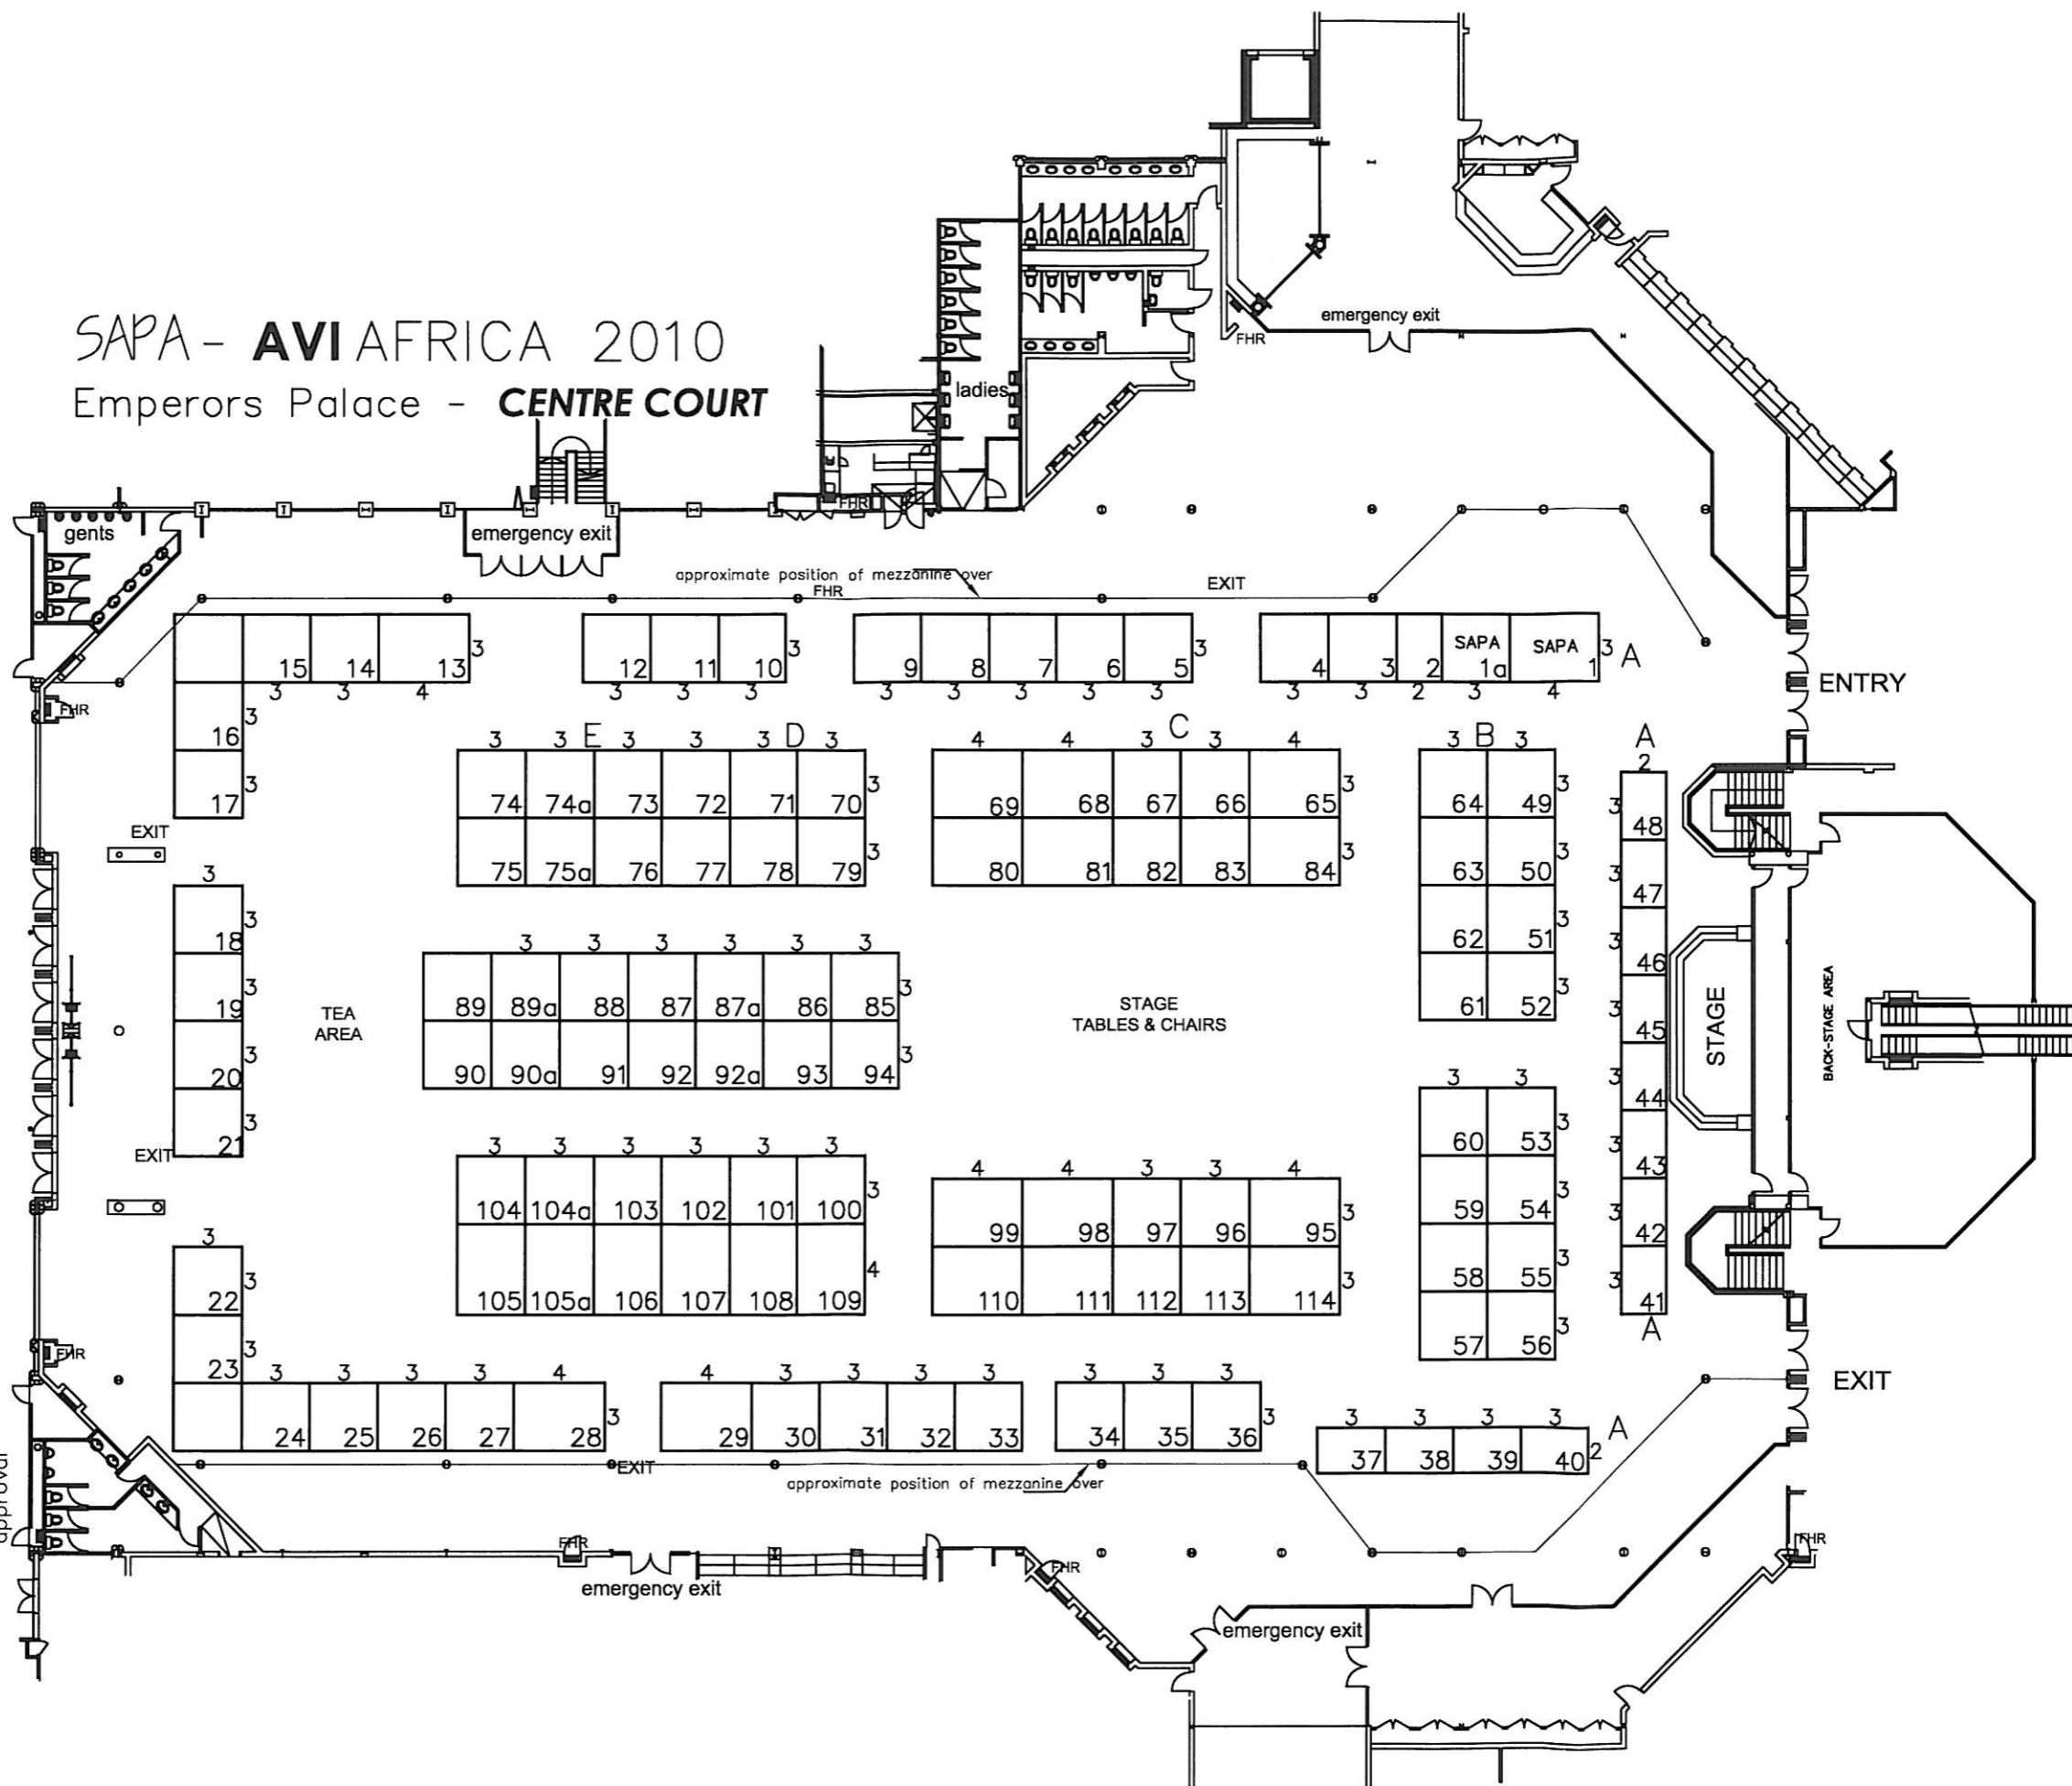 SAPA - AVI AFRICA 2010
Emperors Palace - CENTRE COURT
emergency exit
FHR
ladies
FHR
gents
emergency exit
approximate position of mezzanine over
FHR
EXIT
15 14 13 3
12 11 10 3
9 8 7 6 5 3
4 3 2 SAPA 1a SAPA 1 3 A
3 3 4
3 3 3
3 3 3 3 3
3 3 2 3 4
ENTRY
FHR
16 3
17 3
3 3 E 3 3 3 D 3
4 4 3 C 3 4
3 B 3
A
2
74 74a 73 72 71 70 3
69 68 67 66 65 3
64 49 3
3 48
EXIT
75 75a 76 77 78 79 3
80 81 82 83 84 3
63 50 3
3 47
3
18 3
62 51 3
3 46
3 3 3 3 3 3
19 3
TEA
AREA
89 89a 88 87 87a 86 85 3
STAGE
TABLES & CHAIRS
61 52 3
3 45
STAGE
BACK-STAGE AREA
20 3
90 90a 91 92 92a 93 94 3
3 3
3 44
21 3
EXIT
3 3 3 3 3 3
60 53 3
3 43
104 104a 103 102 101 100 3
4 4 3 3 4
99 98 97 96 95 3
59 54 3
3 42
3
22 3
105 105a 106 107 108 109 4
110 111 112 113 114 3
58 55 3
3 41
A
FHR
23 3
57 56 3
3 3 3 3 4
4 3 3 3 3
3 3 3
EXIT
24 25 26 27 28 3
29 30 31 32 33
34 35 36 3
3 3 3 3 A
37 38 39 40 2
EXIT
approximate position of mezzanine over
approval
FHR
emergency exit
FHR
FHR
emergency exit